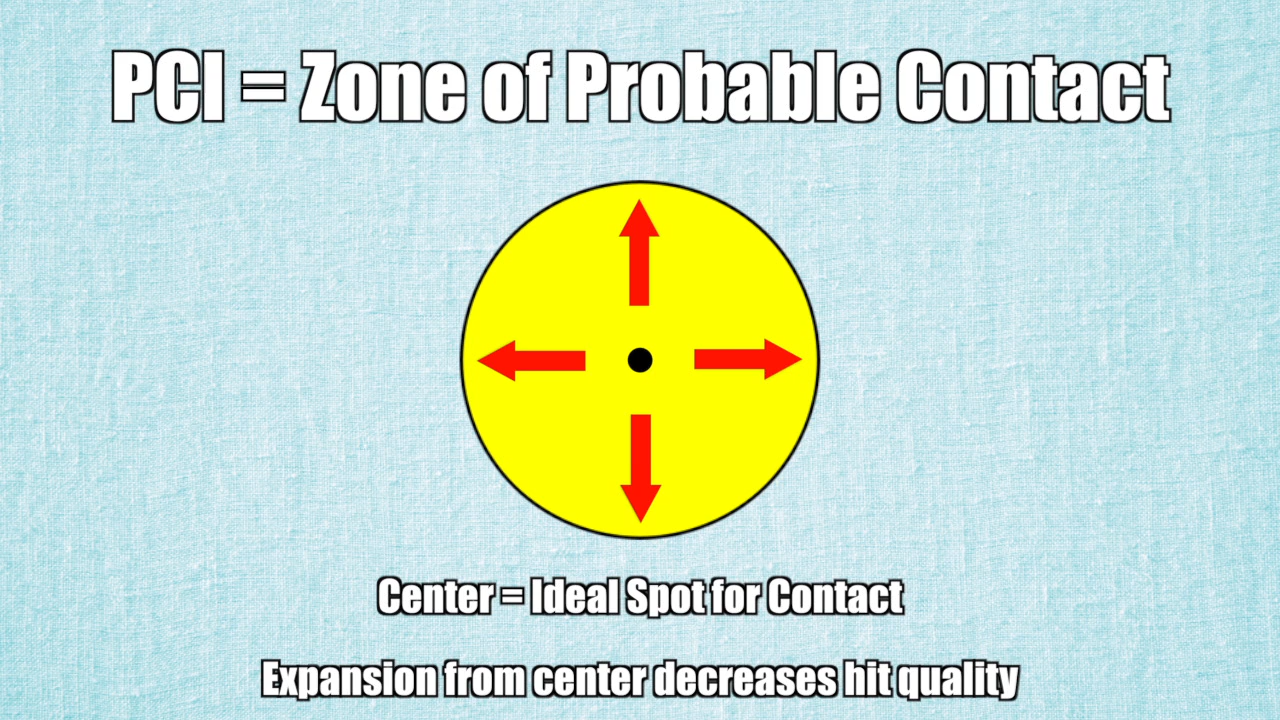 PCI = Zone of Probable Contact
Center = Ideal Spot for Contact
Expansion from center decreases hit quality